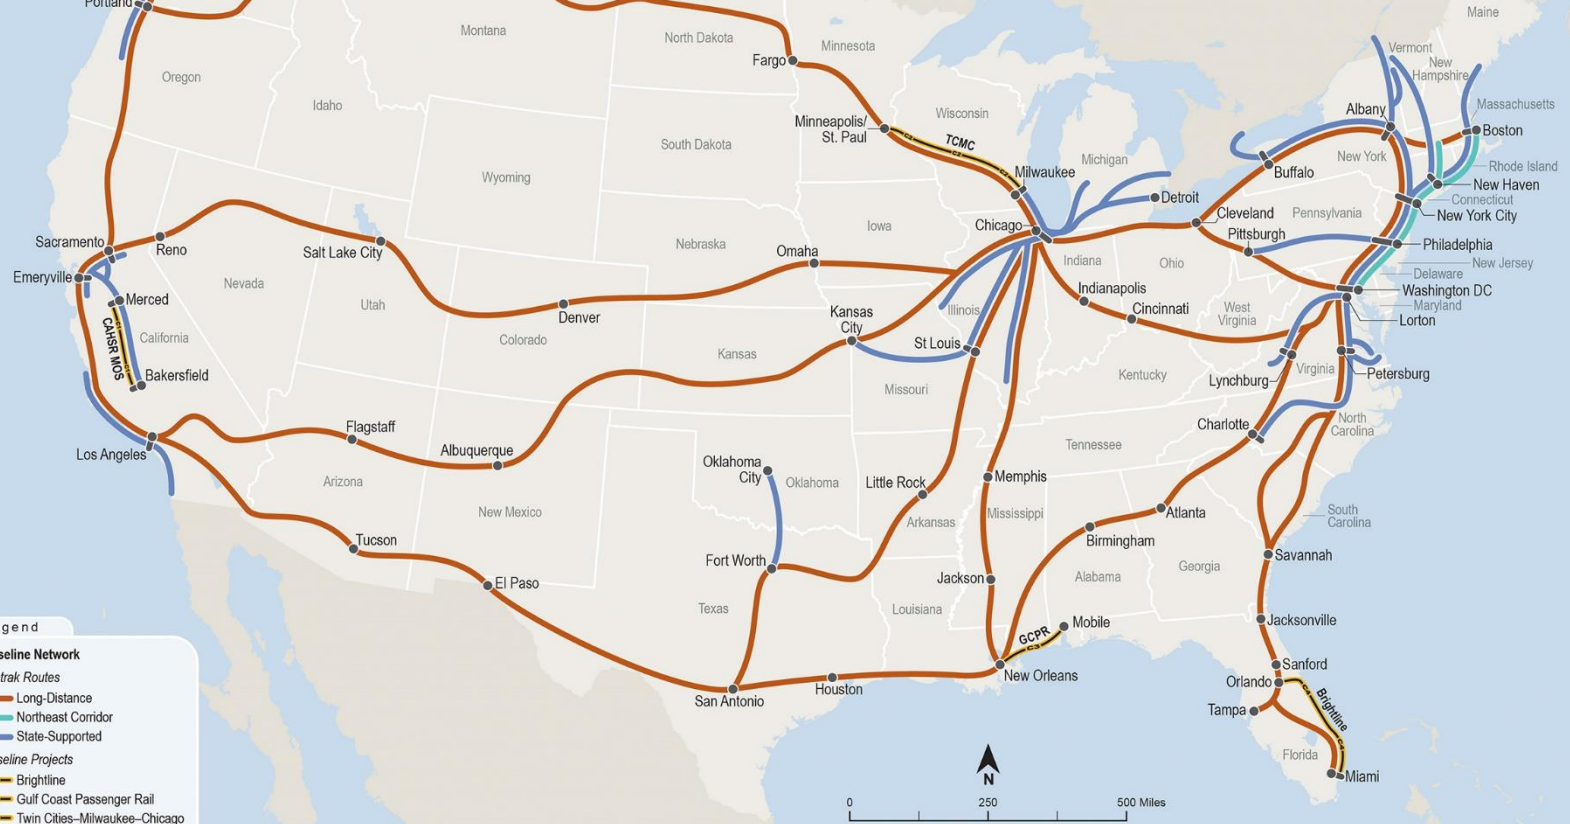 Portland
Montana
North Dakota
Minnesota
Maine
Fargo
Vermont
New
Hampshire
Oregon
Idaho
Wisconsin
Albany
Massachusetts
Minneapolis/
St. Paul
TCMC
Boston
South Dakota
Michigan
New York
Rhode Island
Wyoming
Milwaukee
Buffalo
New Haven
Detroit
Connecticut
Iowa
Chicago
Cleveland
Pennsylvania
New York City
Sacramento
Reno
Salt Lake City
Nebraska
Omaha
Pittsburgh
Philadelphia
Emeryville
Nevada
Indiana
Ohio
New Jersey
Delaware
Merced
Utah
Denver
Indianapolis
Washington DC
Maryland
Kansas
City
Illinois
Cincinnati
West
Virginia
Lorton
CAHSR MOS
California
Colorado
Kansas
St Louis
Bakersfield
Missouri
Kentucky
Lynchburg
Virginia
Petersburg
Los Angeles
Flagstaff
Albuquerque
Charlotte
North
Carolina
Tennessee
Oklahoma
City
Oklahoma
Arizona
Little Rock
Memphis
New Mexico
Arkansas
Mississippi
Atlanta
South
Carolina
Tucson
Birmingham
Fort Worth
Savannah
El Paso
Jackson
Alabama
Georgia
Texas
Louisiana
Mobile
Jacksonville
GCPR
gend
San Antonio
Houston
New Orleans
Sanford
Orlando
Tampa
Brightline
Florida
Miami
seline Network
trak Routes
Long-Distance
Northeast Corridor
State-Supported
seline Projects
Brightline
Gulf Coast Passenger Rail
Twin Cities–Milwaukee–Chicago
N
0 250 500 Miles